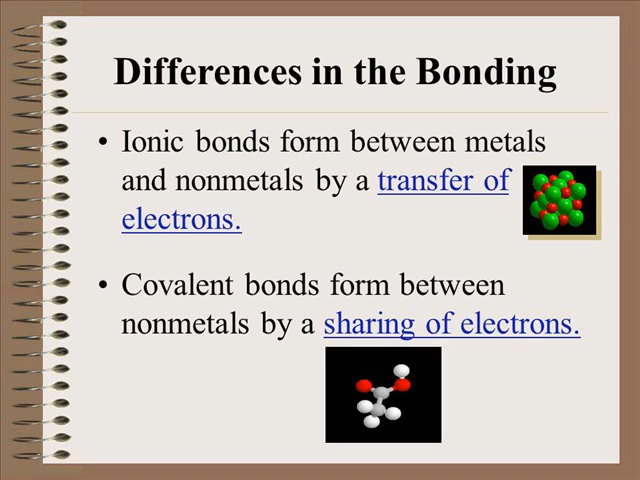 Differences in the Bonding
• Ionic bonds form between metals
and nonmetals by a transfer of
electrons.
• Covalent bonds form between
nonmetals by a sharing of electrons.